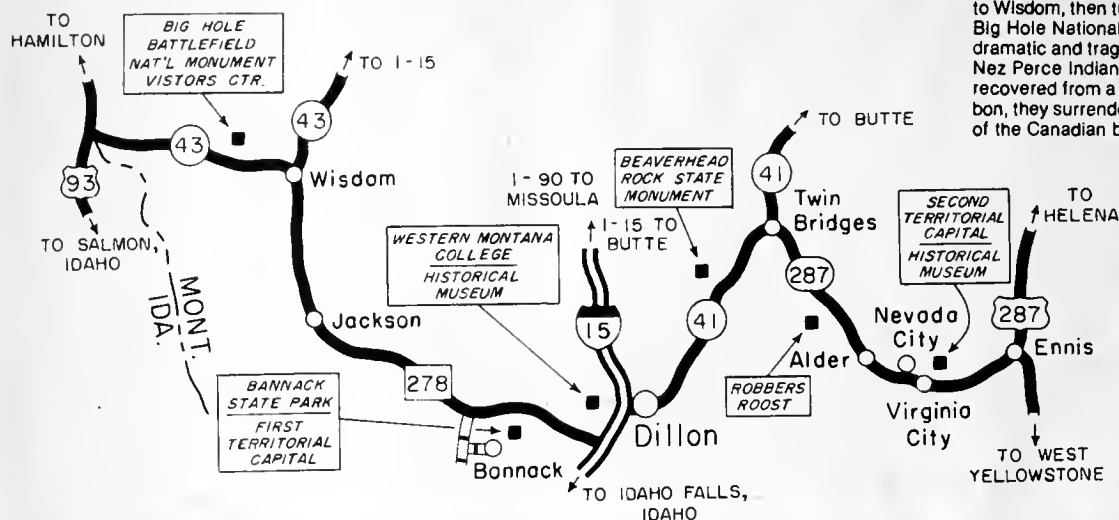 TO
HAMILTON
BIG HOLE
BATTLEFIELD
NAT'L MONUMENT
VISTORS CTR.
TO I-15
43
43
93
Wisdom
TO SALMON,
IDAHO
MONT.
IDA.
Jackson
278
BANNACK
STATE PARK
FIRST
TERRITORIAL
CAPITAL
Bannack
WESTERN MONTANA
COLLEGE
HISTORICAL
MUSEUM
I-90 TO
MISSOULA
I-15 TO
BUTTE
15
Dillon
TO IDAHO FALLS,
IDAHO
BEAVERHEAD
ROCK STATE
MONUMENT
41
TO BUTTE
41
Twin
Bridges
287
ROBBERS
ROOST
Alder
Nevada
City
Virginia
City
SECOND
TERRITORIAL
CAPITAL
HISTORICAL
MUSEUM
TO
HELENA
287
Ennis
TO WEST
YELLOWSTONE
to Wisdom, then
Big Hole National
dramatic and
Nez Perce Indian
recovered from a
bon, they
of the Canadian